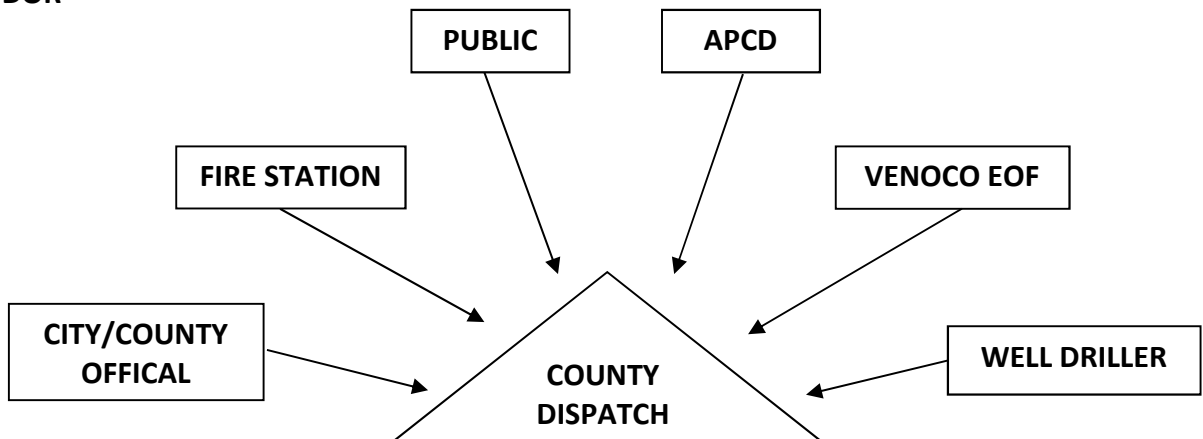 PUBLIC
APCD
FIRE STATION
VENOCO EOF
CITY/COUNTY
OFFICAL
WELL DRILLER
COUNTY
DISPATCH